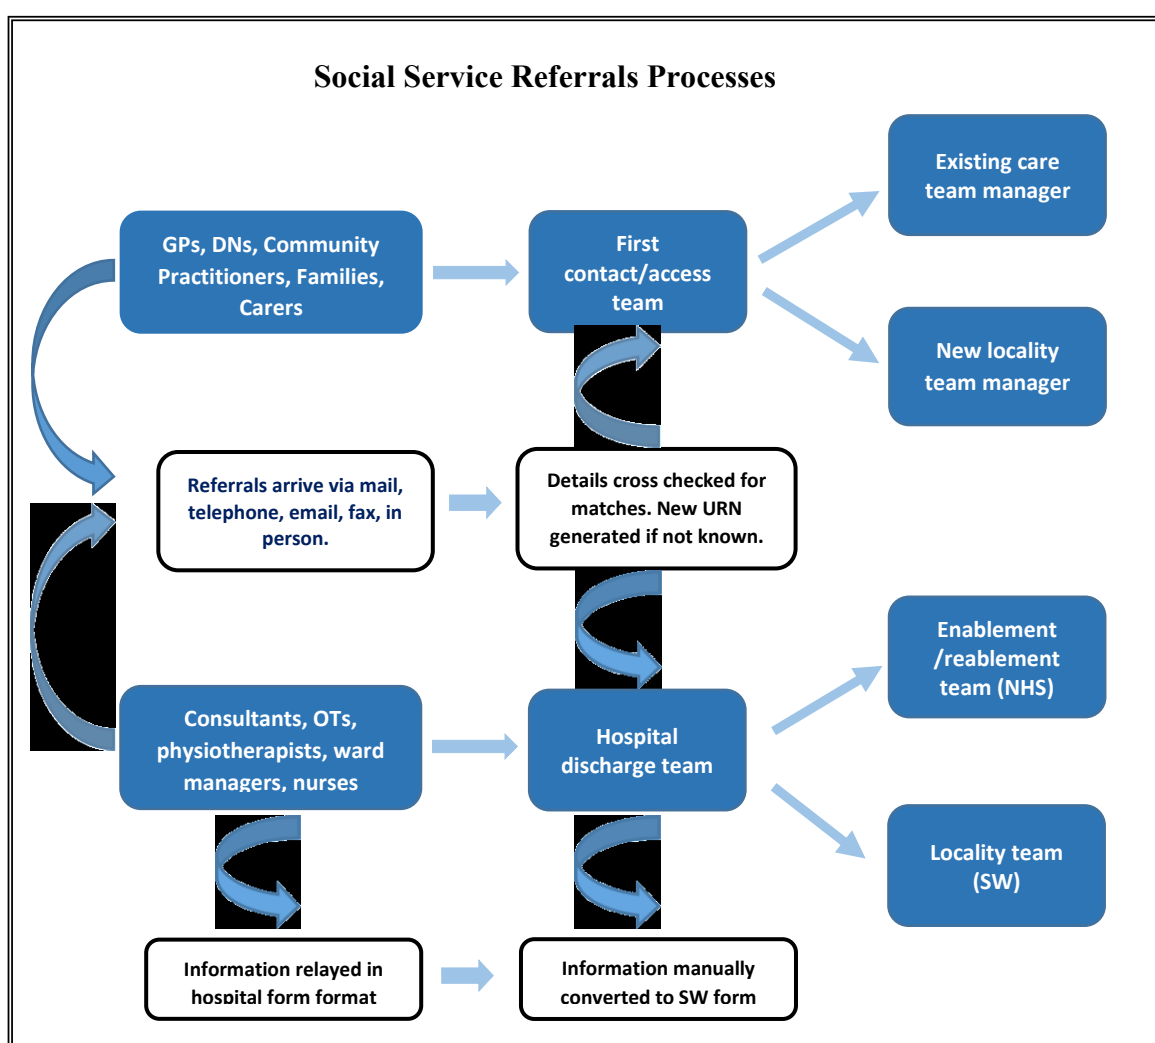 Social Service Referrals Processes
Existing care
team manager
GPs, DNs, Community
Practitioners, Families,
Carers
First
contact/access
team
New locality
team manager
Referrals arrive via mail,
telephone, email, fax, in
person.
Details cross checked for
matches. New URN
generated if not known.
Enablement
/reablement
team (NHS)
Consultants, OTs,
physiotherapists, ward
managers, nurses
Hospital
discharge team
Locality team
(SW)
Information relayed in
hospital form format
Information manually
converted to SW form